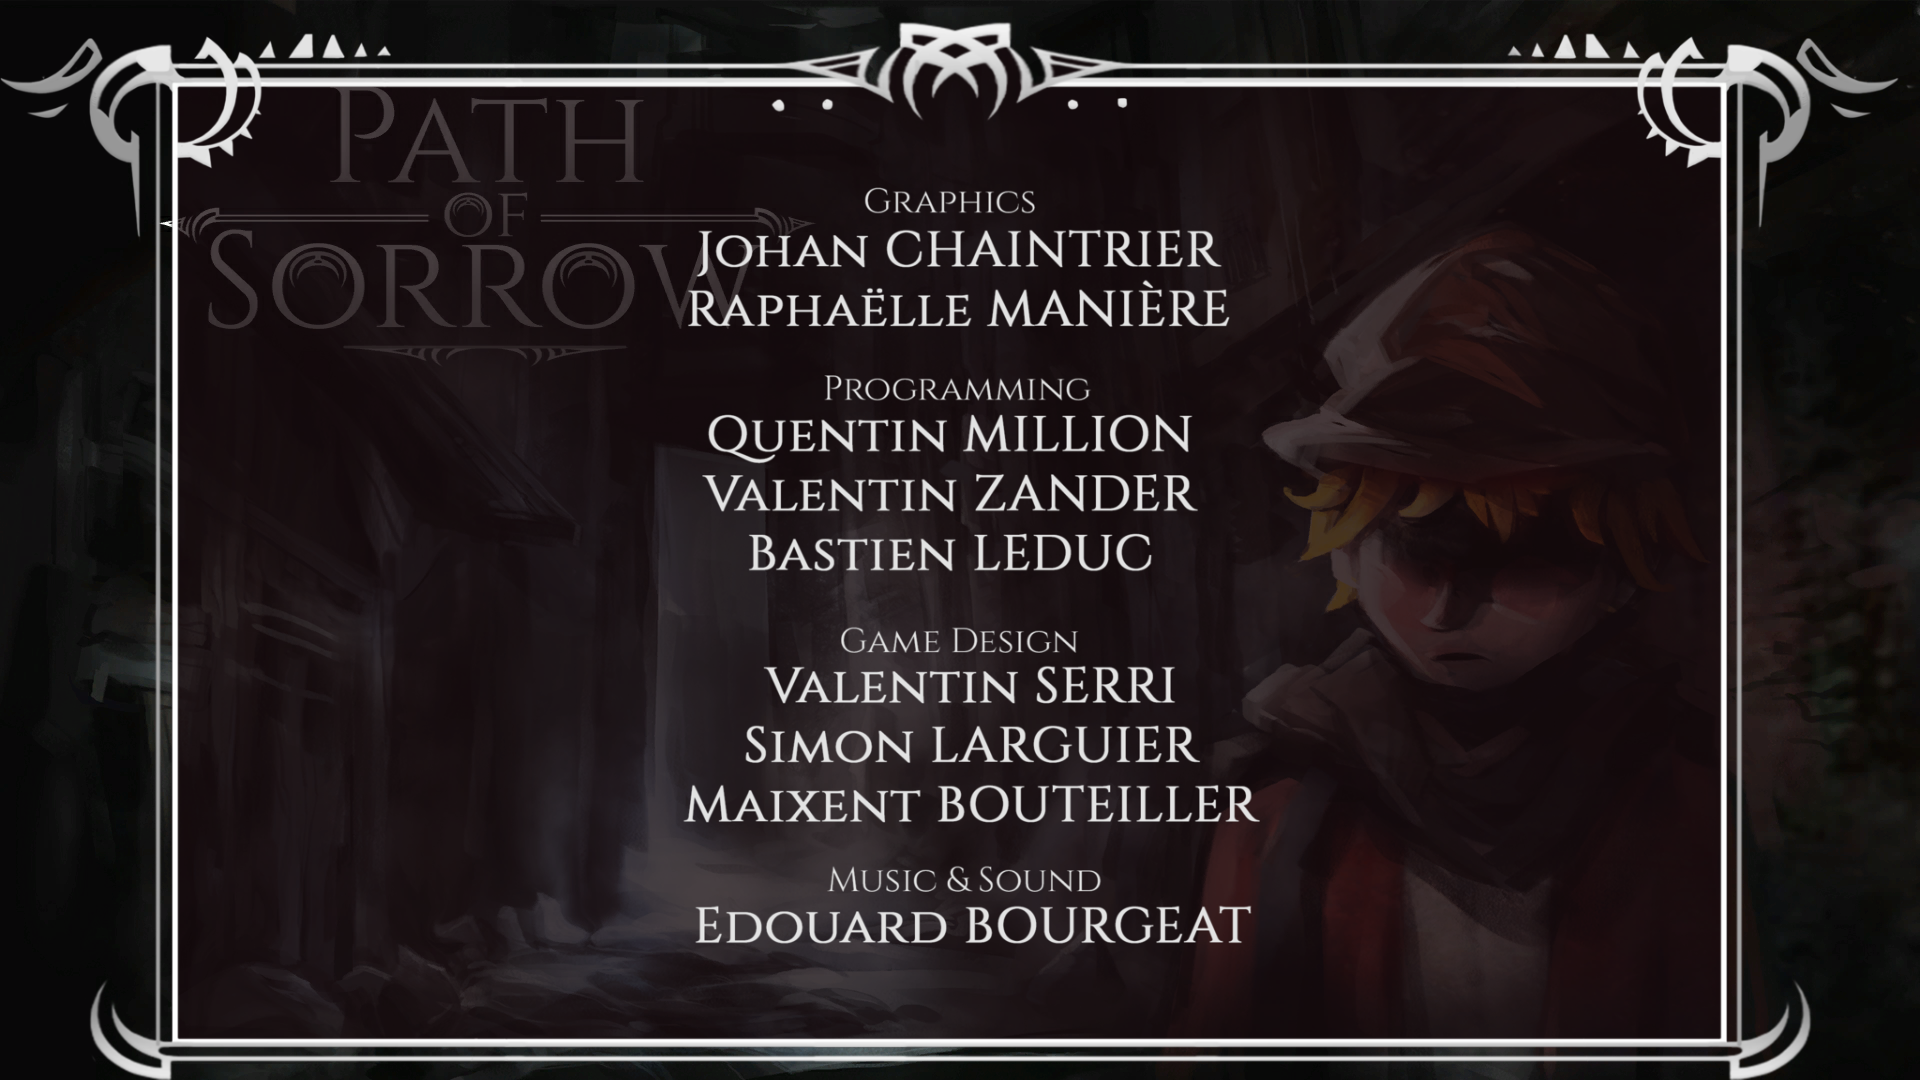 Path
of
Sorrow
Graphics
Johan CHAINTRIER
Raphaëlle MANIÈRE
Programming
Quentin MILLION
Valentin ZANDER
Bastien LEDUC
Game Design
Valentin SERRI
Simon LARGUIER
Maixent BOUTEILLER
Music & Sound
Edouard BOURGEAT